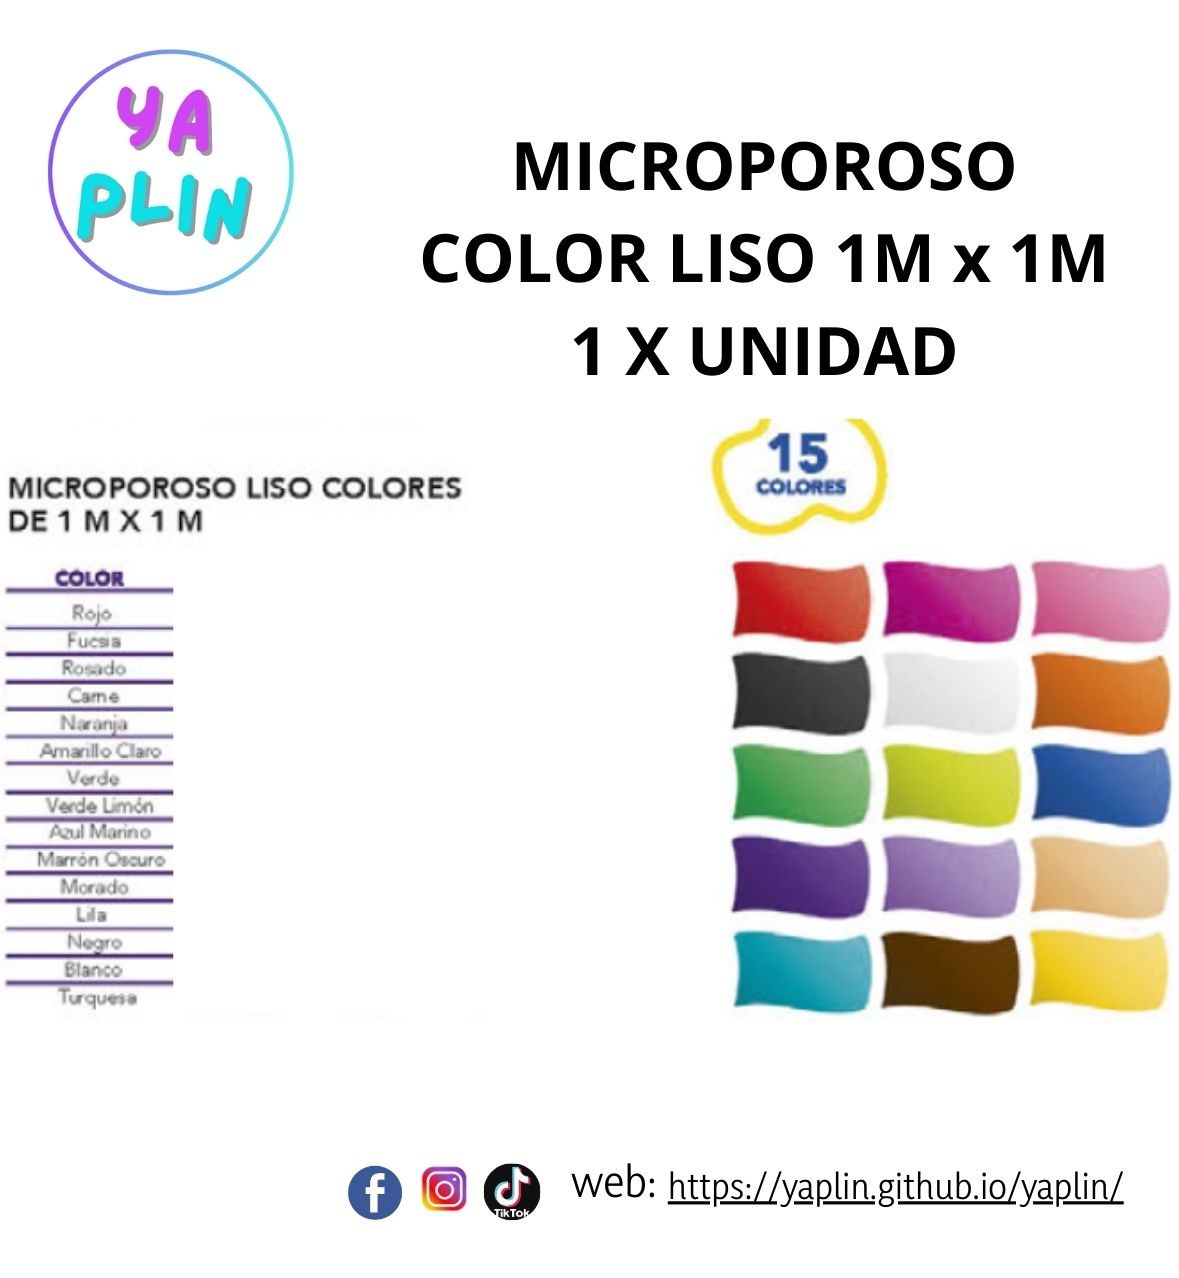 YA
PLIN
MICROPOROSO
COLOR LISO 1M x 1M
1 X UNIDAD
15
COLORES
MICROPOROSO LISO COLORES
DE 1 M X 1 M
COLOR
Rojo
Fucsia
Rosado
Carne
Naranja
Amarillo Claro
Verde
Verde Limón
Azul Marino
Marrón Oscuro
Morado
Lila
Negro
Blanco
Turquesa
TikTok
web: https://yaplin.github.io/yaplin/